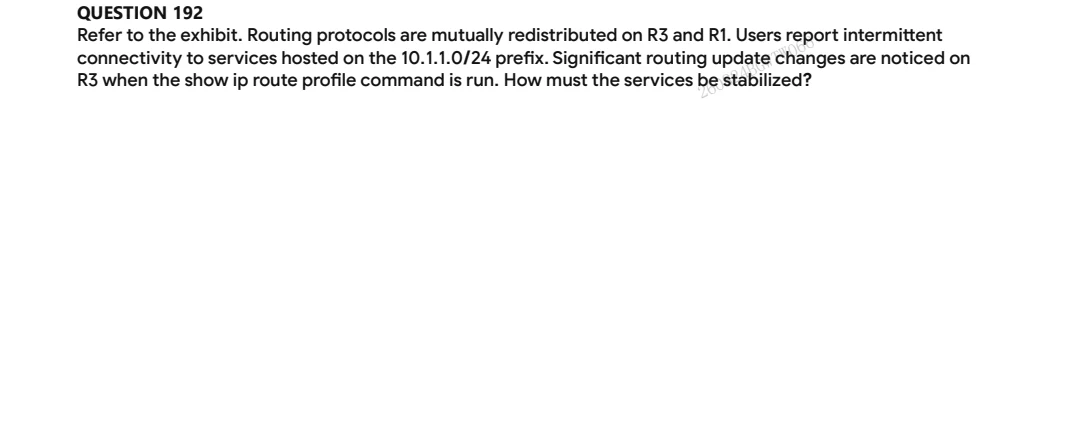 QUESTION 192
Refer to the exhibit. Routing protocols are mutually redistributed on R3 and R1. Users report intermittent
connectivity to services hosted on the 10.1.1.0/24 prefix. Significant routing update changes are noticed on
R3 when the show ip route profile command is run. How must the services be stabilized?